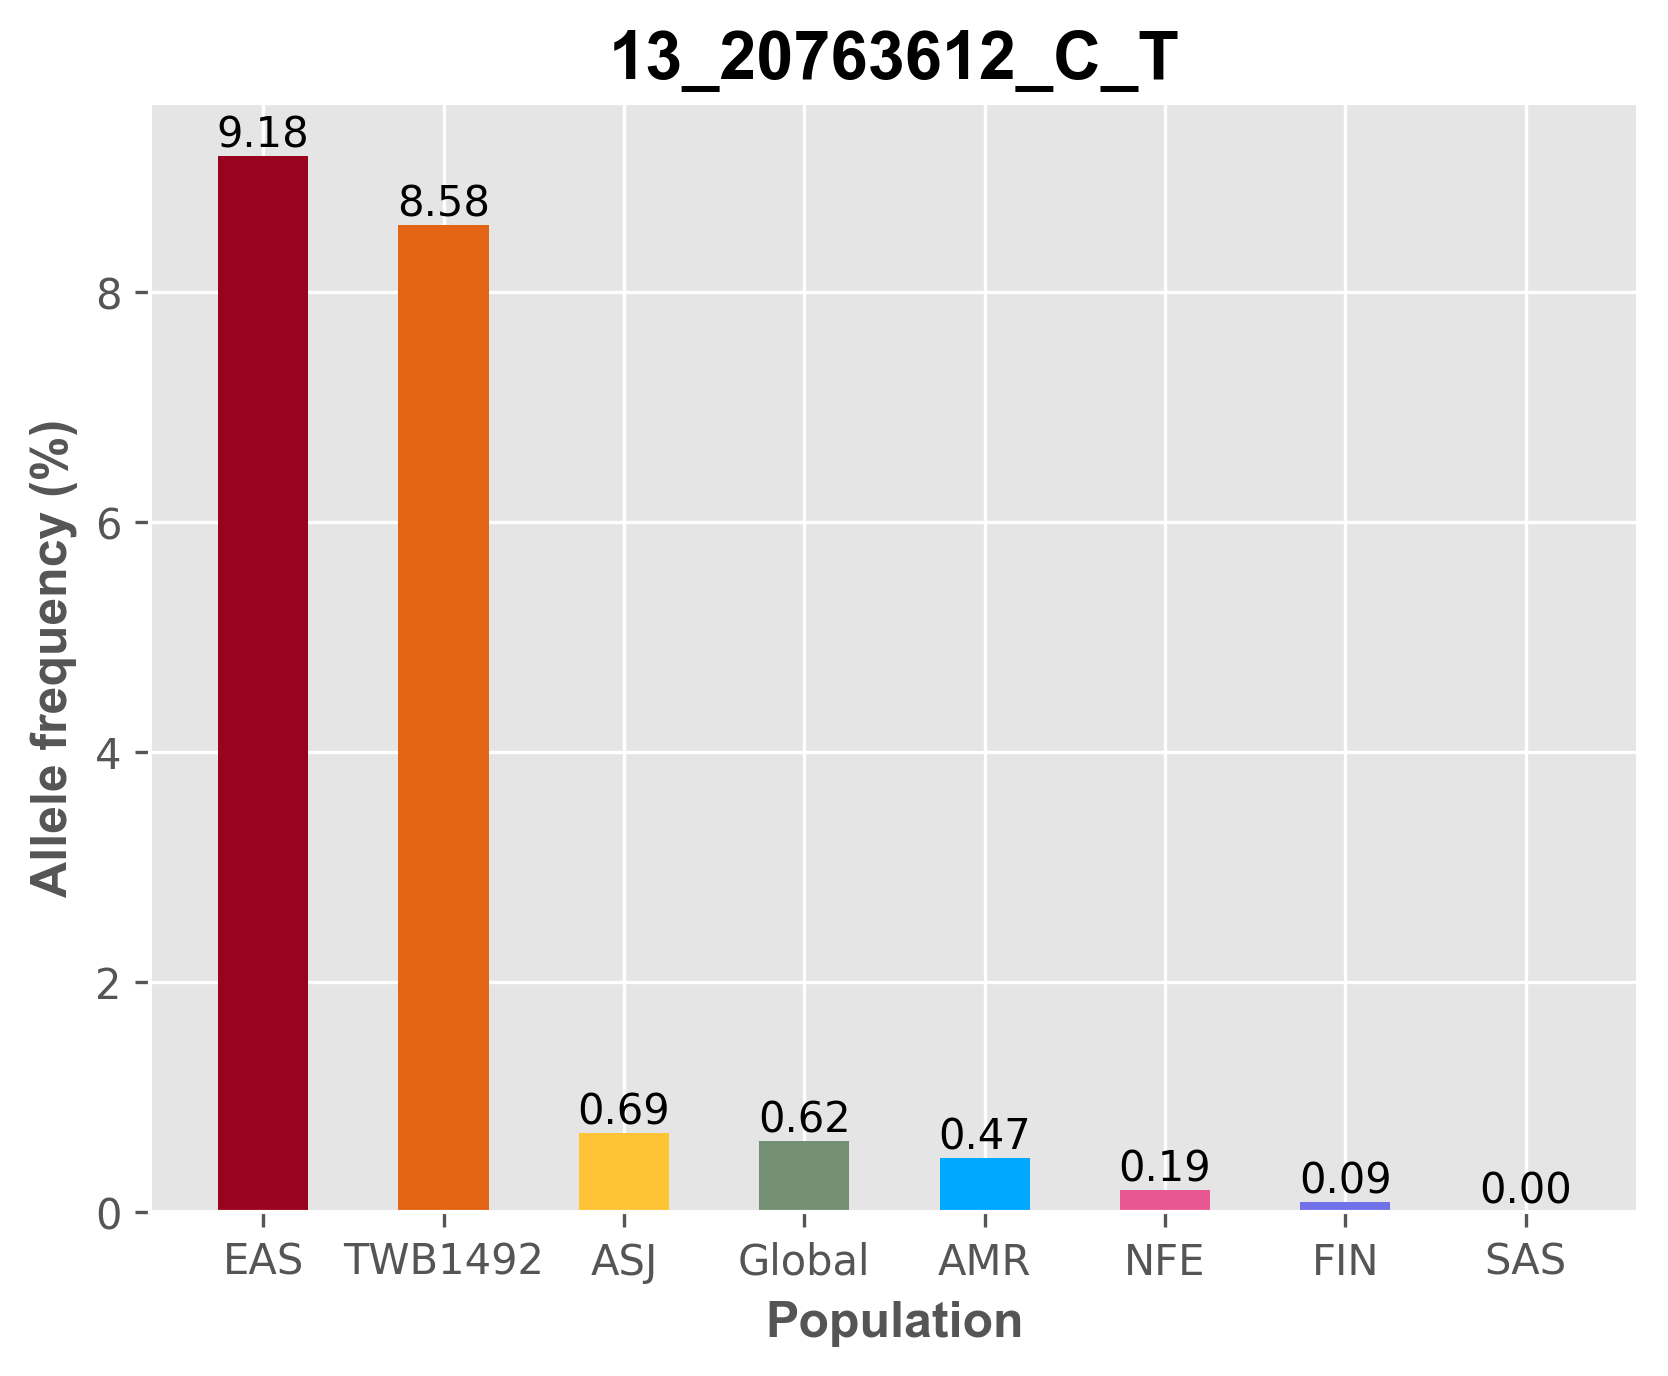 13_20763612_C_T
Allele frequency (%)
8
6
4
2
0
9.18
8.58
0.69
0.62
0.47
0.19
0.09
0.00
EAS
TWB1492
ASJ
Global
AMR
NFE
FIN
SAS
Population